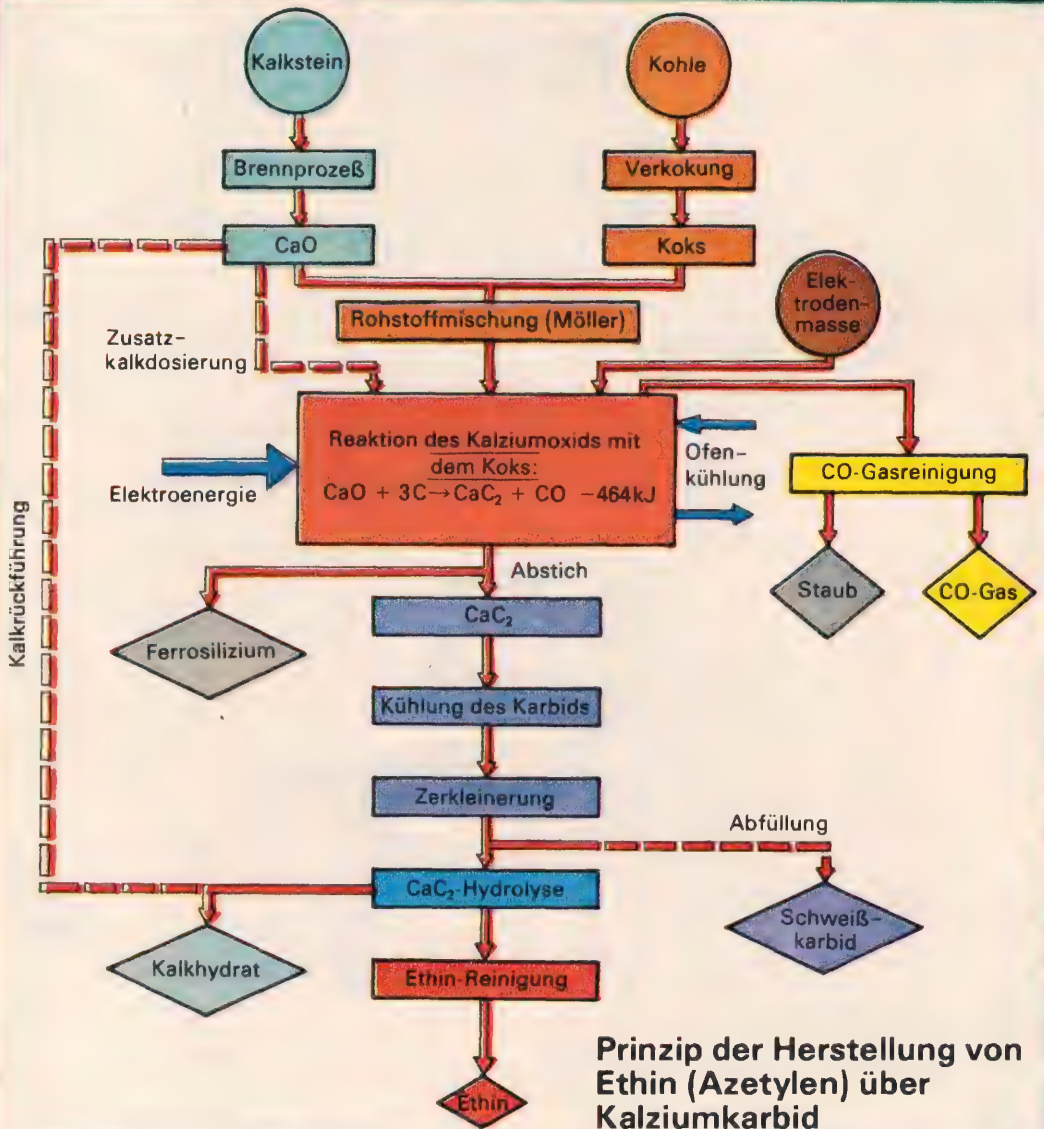 Kalkstein
Kohle
Brennprozeß
Verkokung
CaO
Koks
Elek-
troden-
masse
Rohstoffmischung (Möller)
Zusatz-
kalkdosierung
Reaktion des Kalziumoxids mit
dem Koks:
CaO + 3C→CaC₂ + CO −464kJ
Elektroenergie
Ofen-
kühlung
CO-Gasreinigung
Staub
CO-Gas
Kalkrückführung
Abstich
CaC₂
Ferrosilizium
Kühlung des Karbids
Zerkleinerung
Abfüllung
CaC₂-Hydrolyse
Schweiß-
karbid
Kalkhydrat
Ethin-Reinigung
Ethin
Prinzip der Herstellung von
Ethin (Azetylen) über
Kalziumkarbid